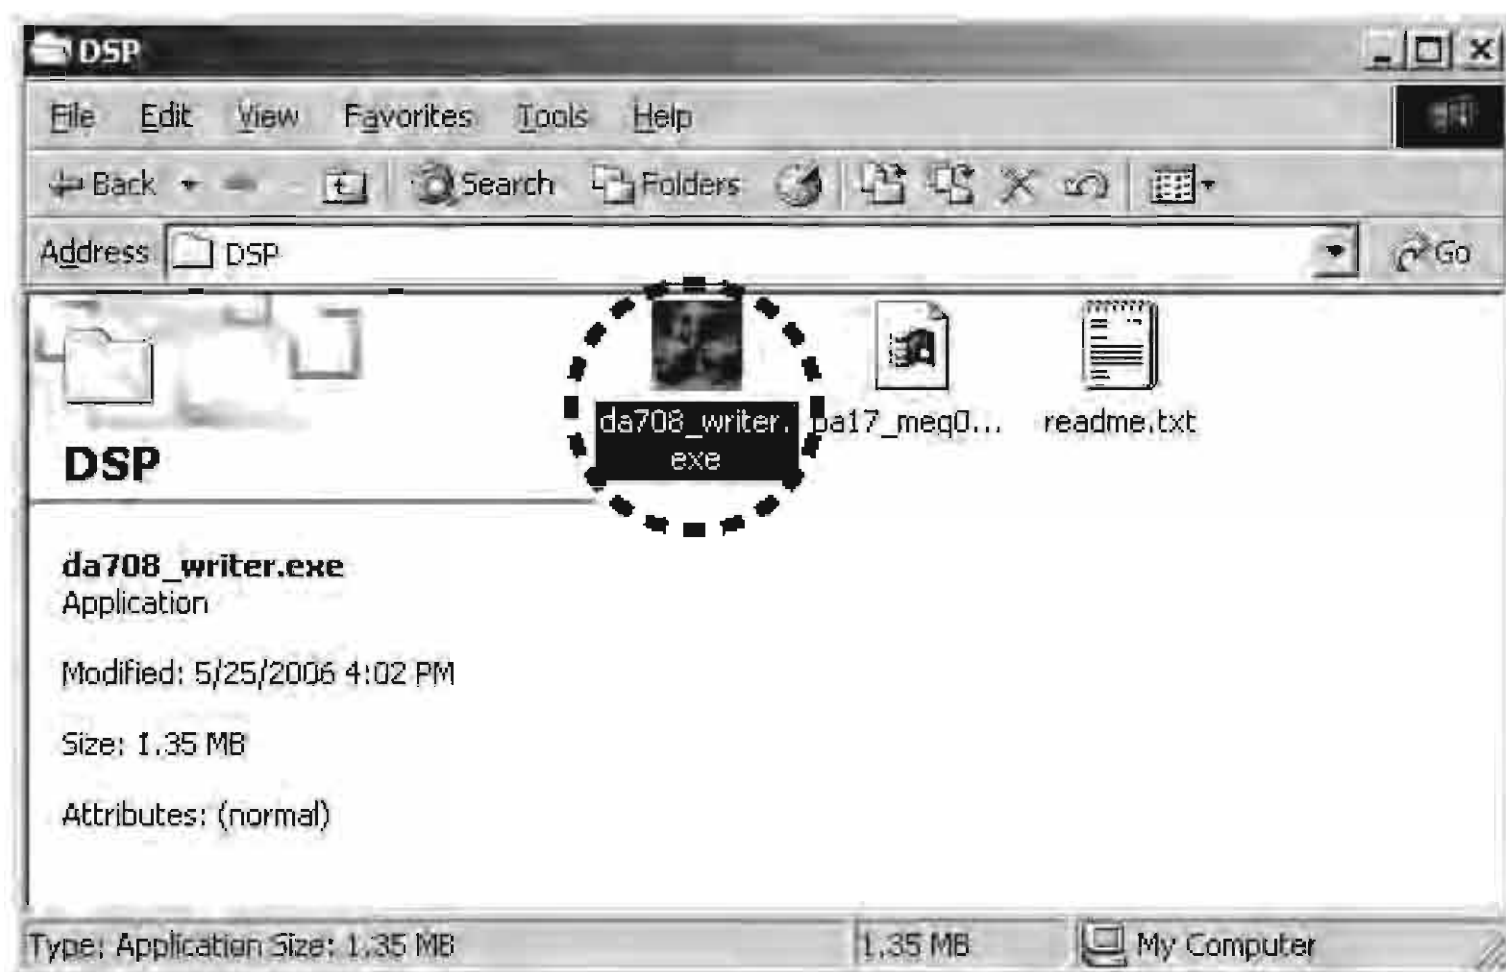 DSP
File Edit View Favorites Tools Help
Back Search Folders
Address DSP Go
da708_writer.
exe
pa17_meq0...
readme.txt
DSP
da708_writer.exe
Application
Modified: 5/25/2006 4:02 PM
Size: 1.35 MB
Attributes: (normal)
Type: Application Size: 1.35 MB 1.35 MB My Computer